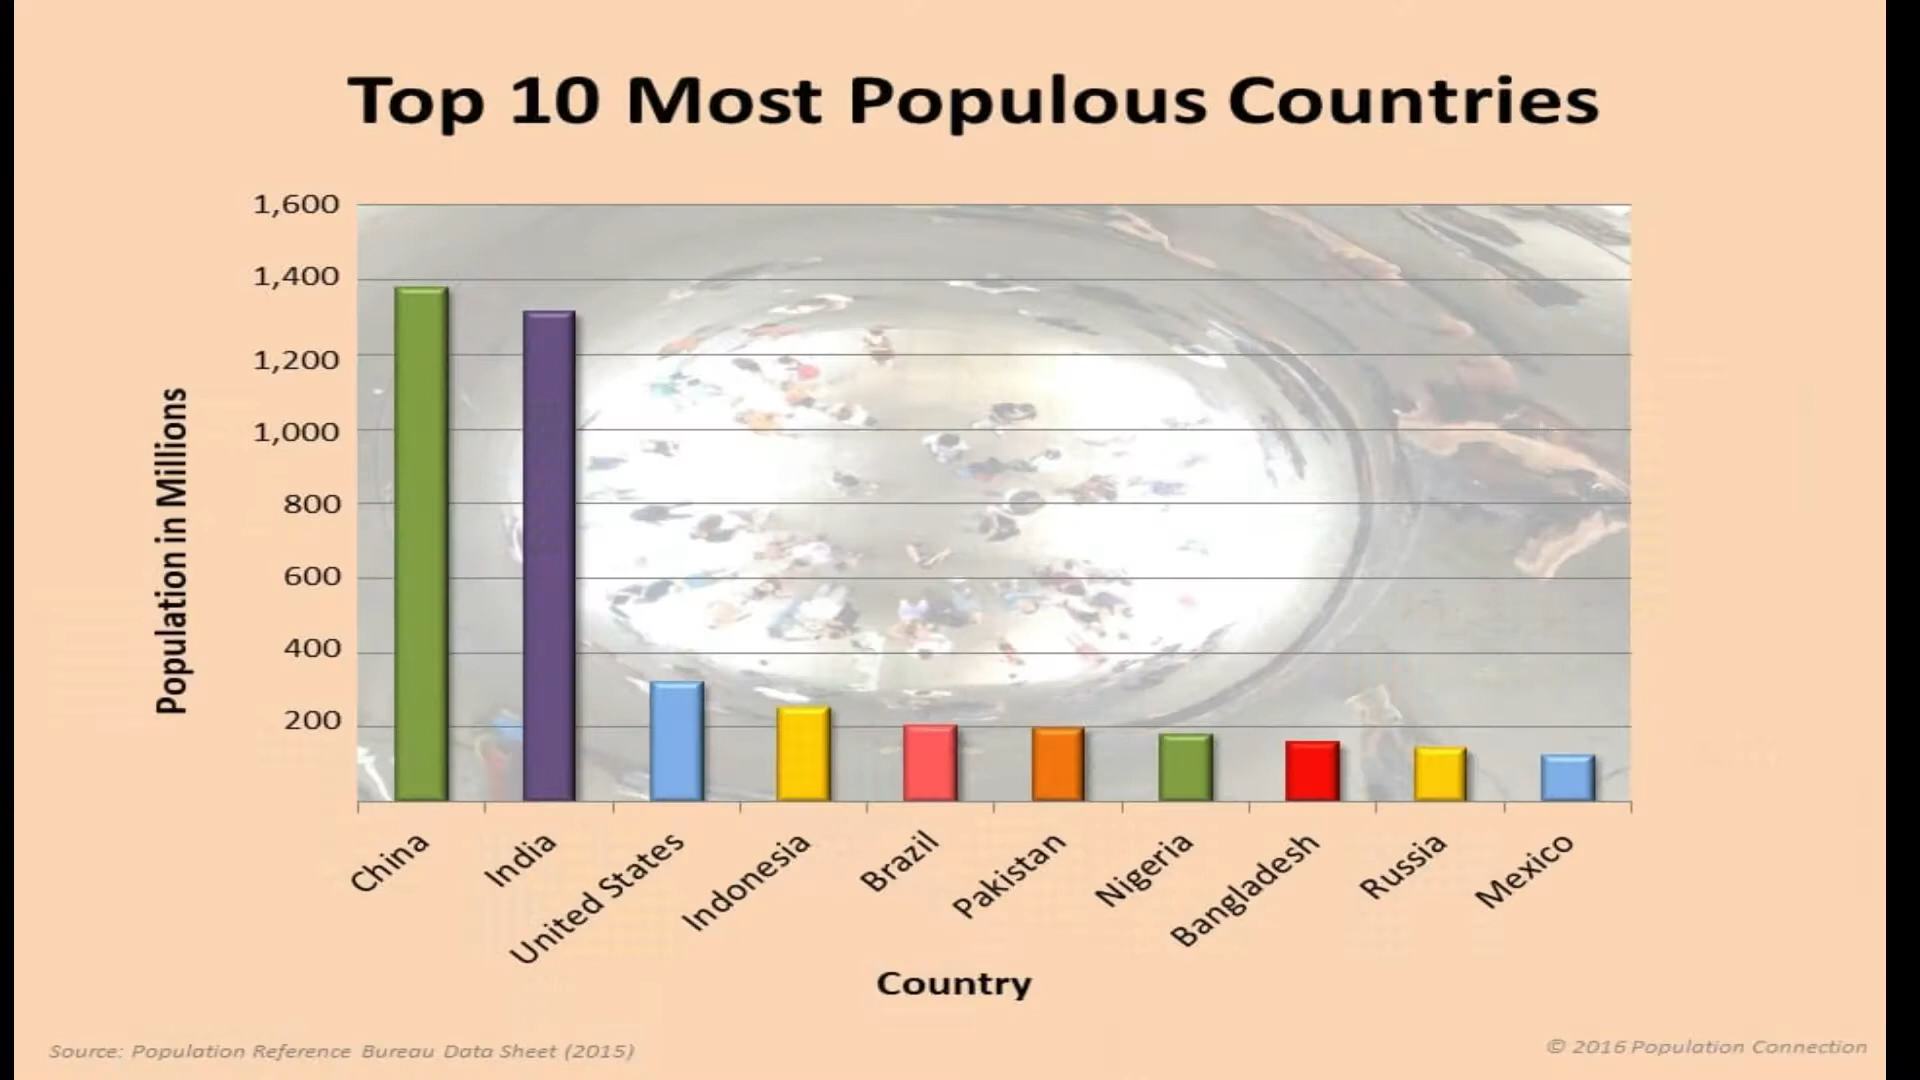 Top 10 Most Populous Countries
1,600
1,400
1,200
1,000
800
600
400
200
Population in Millions
China
India
United States
Indonesia
Brazil
Pakistan
Nigeria
Bangladesh
Russia
Mexico
Country
Source: Population Reference Bureau Data Sheet (2015)
© 2016 Population Connection